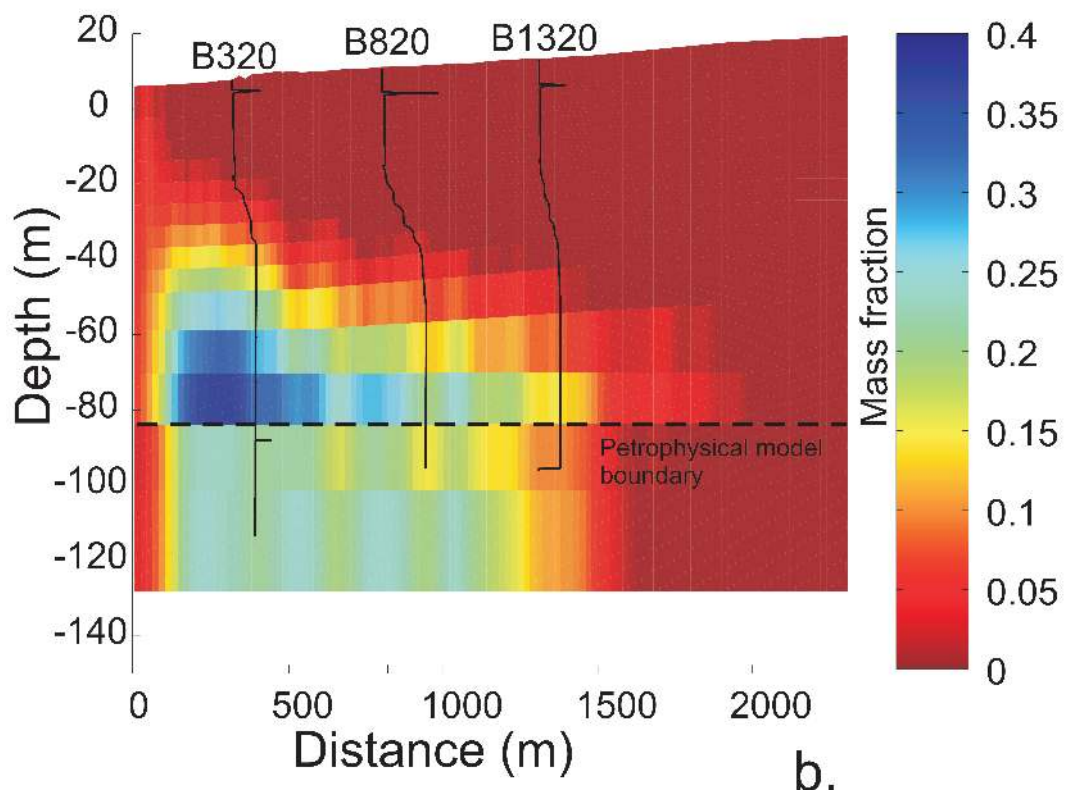 B320
B820
B1320
20
0
-20
-40
-60
-80
-100
-120
-140
Depth (m)
0
500
1000
1500
2000
Distance (m)
Petrophysical model
boundary
Mass fraction
0.4
0.35
0.3
0.25
0.2
0.15
0.1
0.05
0
b.